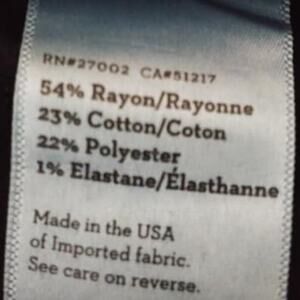 RN#27002 CA#51217
54% Rayon/Rayonne
23% Cotton/Coton
22% Polyester
1% Elastane/Élasthanne
Made in the USA
of Imported fabric.
See care on reverse.